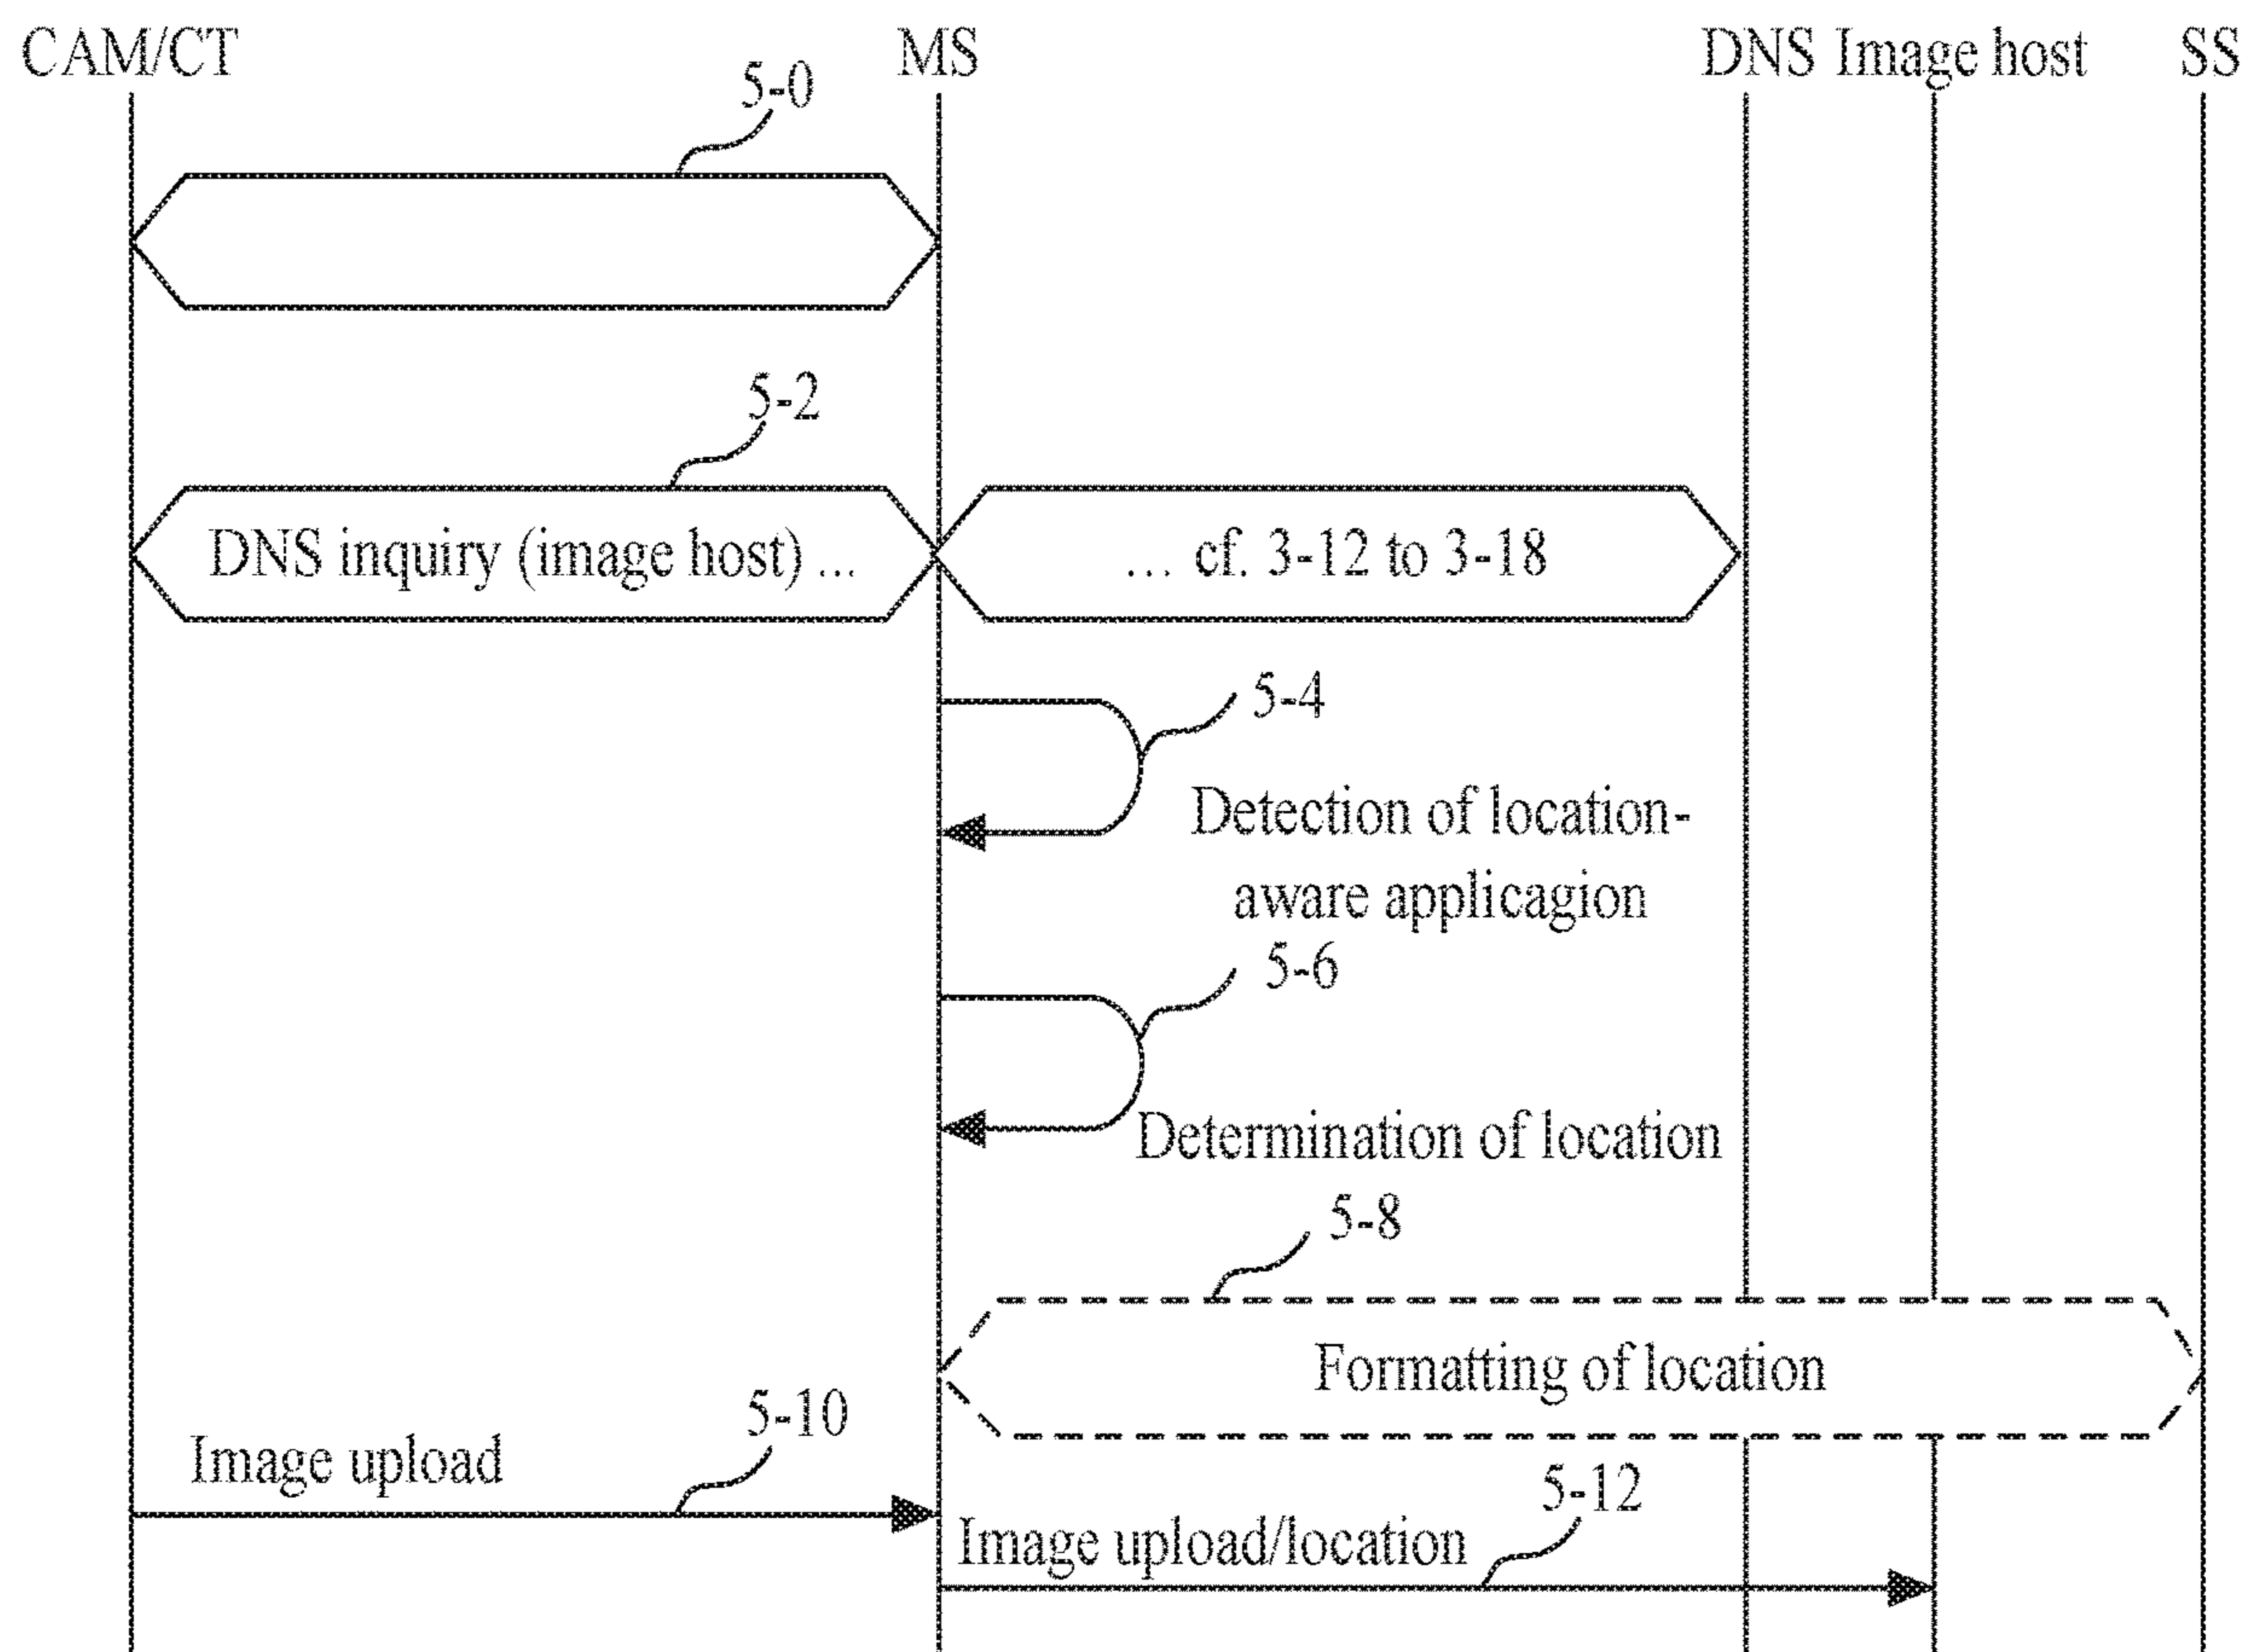 CAM/CT MS DNS Image host SS
5-0
5-2
DNS inquiry (image host) ... ... cf. 3-12 to 3-18
5-4
Detection of location-
aware applicagion
5-6
Determination of location
5-8
Formatting of location
5-10
Image upload
5-12
Image upload/location